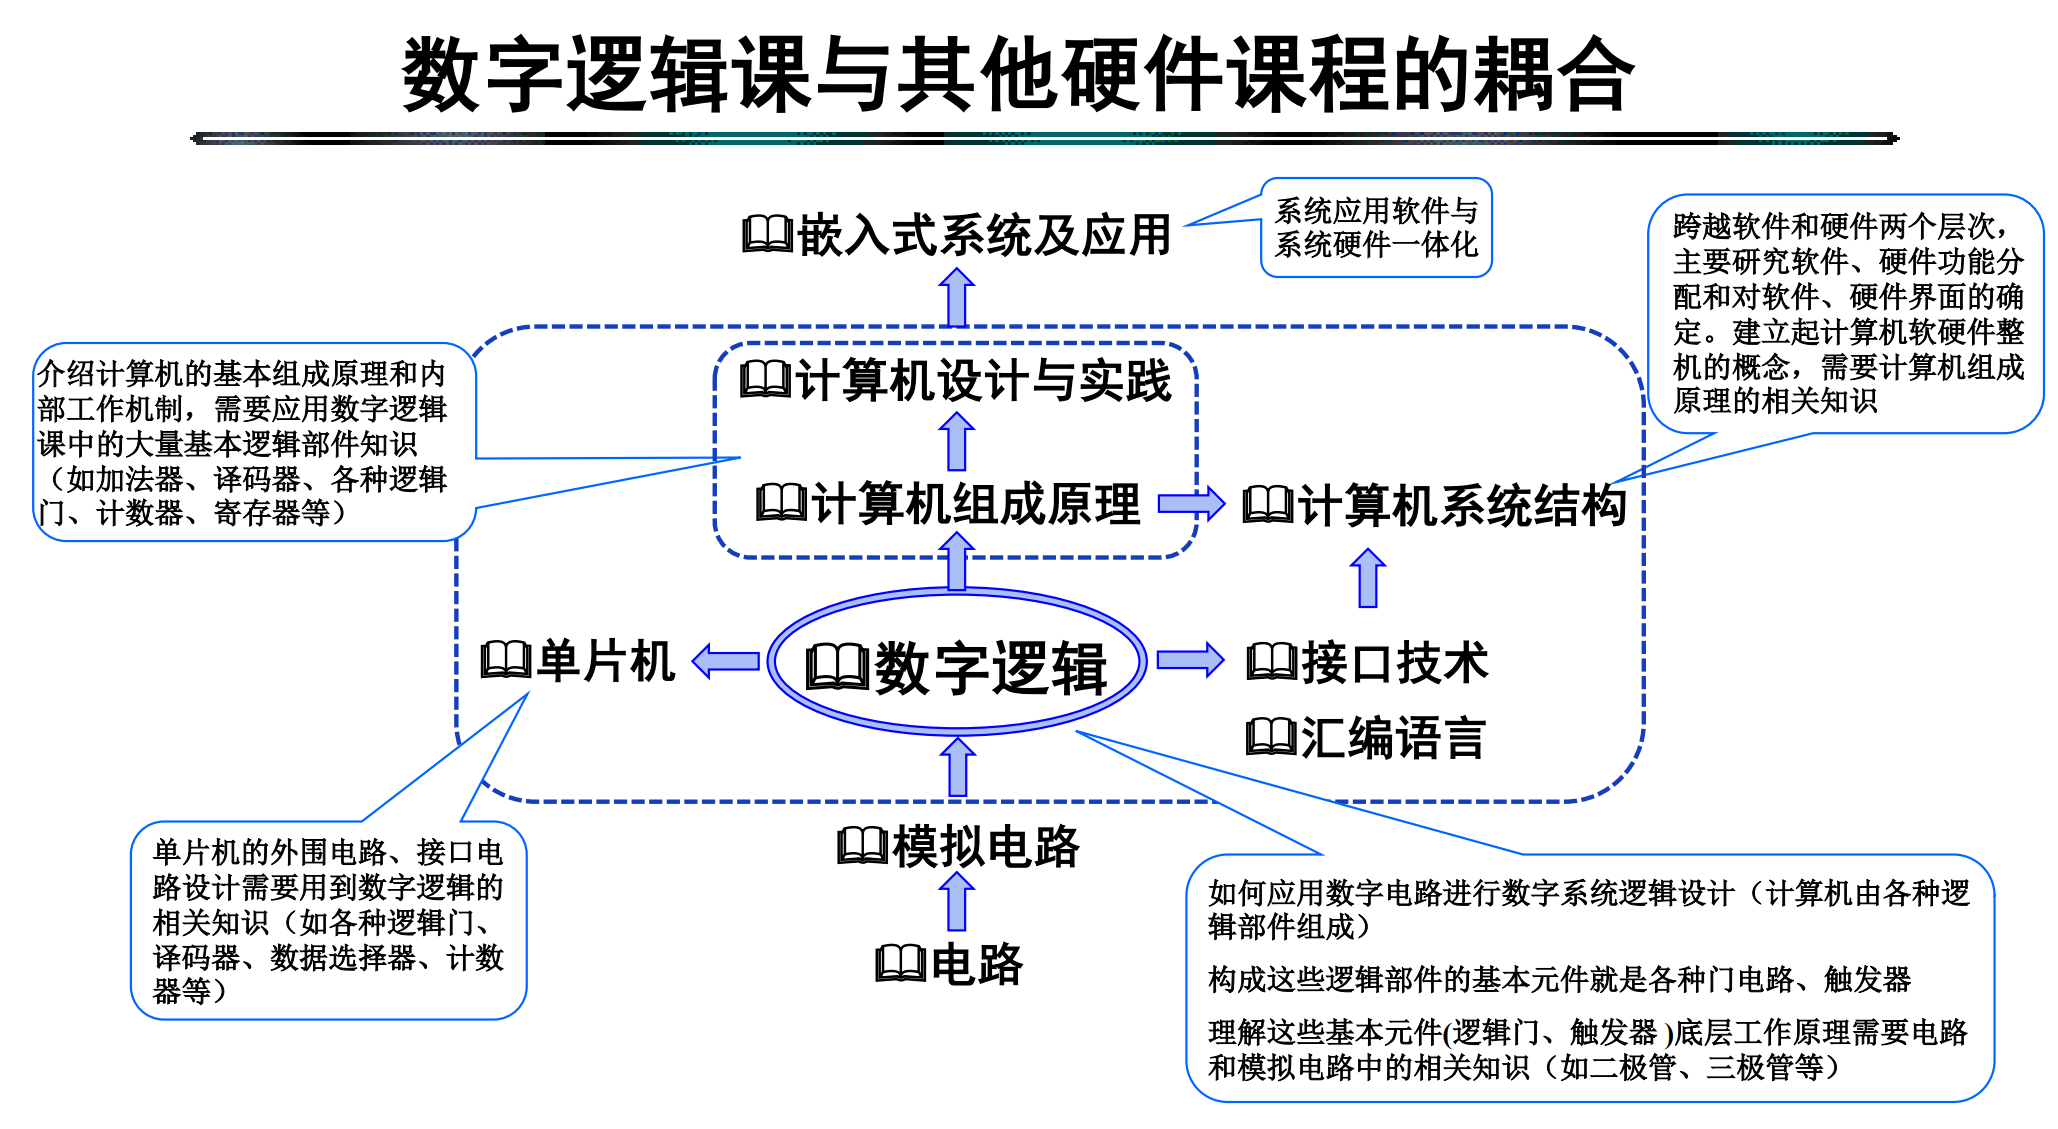 数字逻辑课与其他硬件课程的耦合
嵌入式系统及应用
系统应用软件与
系统硬件一体化
跨越软件和硬件两个层次，
主要研究软件、硬件功能分
配和对软件、硬件界面的确
定。建立起计算机软硬件整
机的概念，需要计算机组成
原理的相关知识
介绍计算机的基本组成原理和内
部工作机制，需要应用数字逻辑
课中的大量基本逻辑部件知识
（如加法器、译码器、各种逻辑
门、计数器、寄存器等）
计算机设计与实践
计算机组成原理
计算机系统结构
单片机
数字逻辑
接口技术
汇编语言
模拟电路
电路
单片机的外围电路、接口电
路设计需要用到数字逻辑的
相关知识（如各种逻辑门、
译码器、数据选择器、计数
器等）
如何应用数字电路进行数字系统逻辑设计（计算机由各种逻
辑部件组成）
构成这些逻辑部件的基本元件就是各种门电路、触发器
理解这些基本元件(逻辑门、触发器 )底层工作原理需要电路
和模拟电路中的相关知识（如二极管、三极管等）